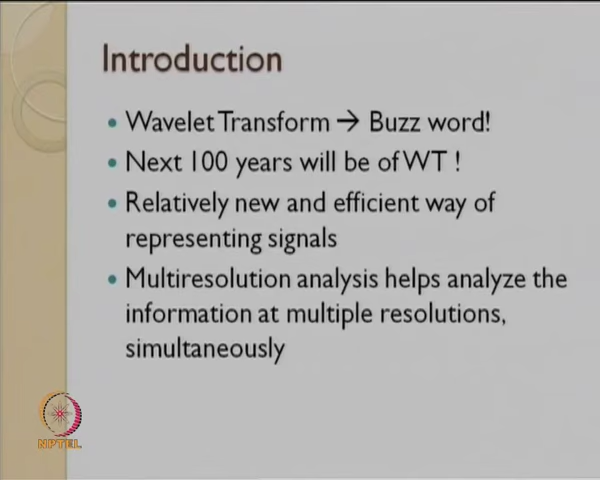 Introduction
• Wavelet Transform → Buzz word!
• Next 100 years will be of WT !
• Relatively new and efficient way of
representing signals
• Multiresolution analysis helps analyze the
information at multiple resolutions,
simultaneously
NPTEL